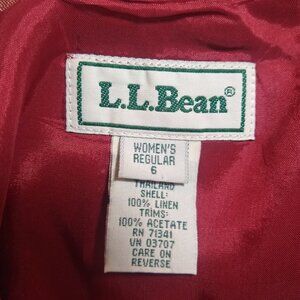 L.L.Bean®
WOMEN'S
REGULAR
6
THAILAND
SHELL:
100% LINEN
TRIMS:
100% ACETATE
RN 71341
VN 03707
CARE ON
REVERSE